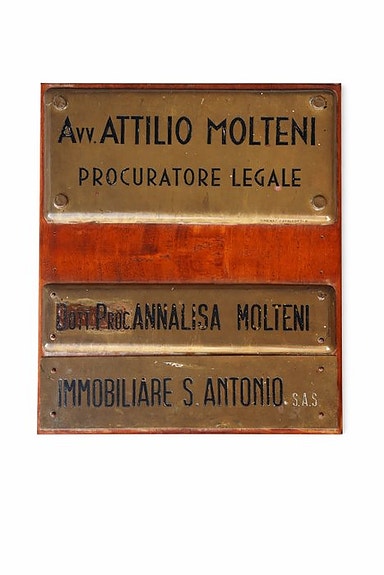 Avv. ATTILIO MOLTENI
PROCURATORE LEGALE
Dott. Proc. ANNALISA MOLTENI
IMMOBILIARE S. ANTONIO. S.A.S.